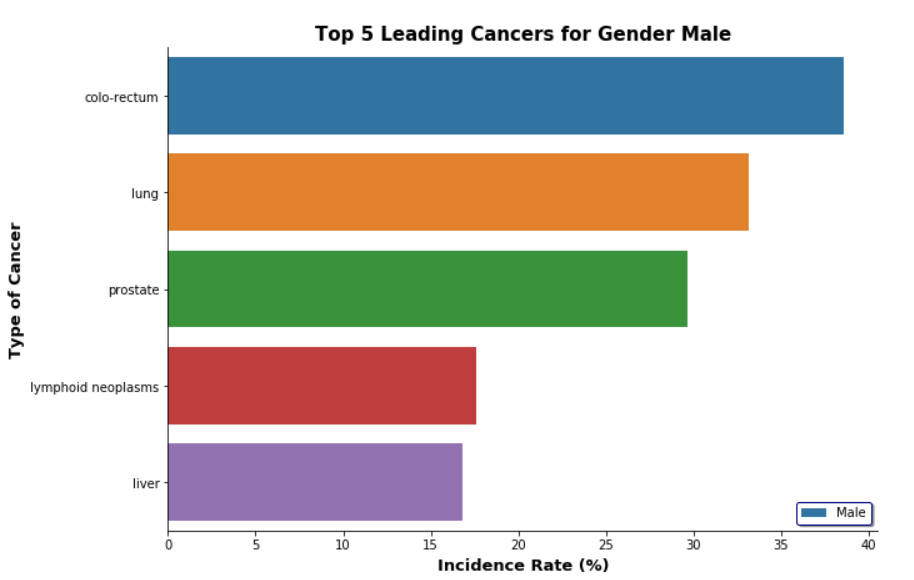 Top 5 Leading Cancers for Gender Male
Type of Cancer
colo-rectum
lung
prostate
lymphoid neoplasms
liver
Male
0 5 10 15 20 25 30 35 40
Incidence Rate (%)